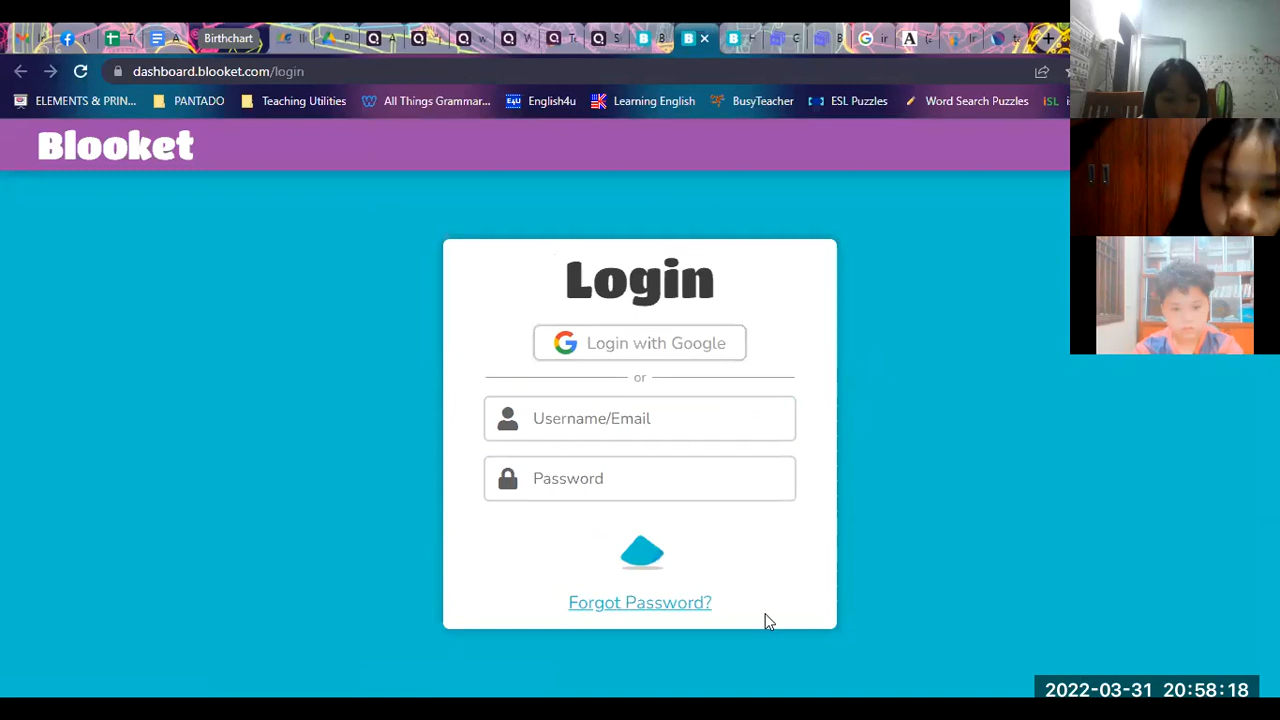 Birthchart
dashboard.blooket.com/login
ELEMENTS & PRIN... PANTADO Teaching Utilities All Things Grammar... English4u Learning English BusyTeacher ESL Puzzles Word Search Puzzles iSL
Blooket
Login
Login with Google
or
Username/Email
Password
Forgot Password?
2022-03-31 20:58:18